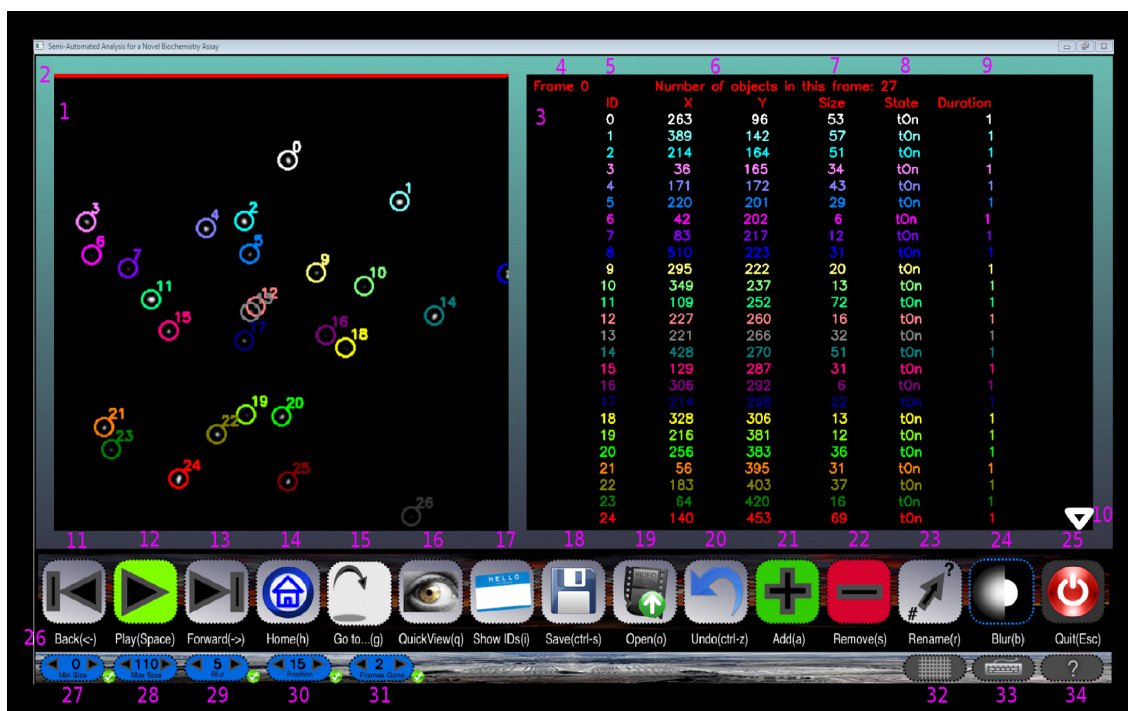 Semi-Automated Analysis for a Novel Biochemistry Assay
2 4 5 6 7 8 9
1 3
Frame 0 Number of objects in this frame: 27
ID X Y Size State Duration
0 263 96 53 tOn 1
1 389 142 57 tOn 1
2 214 164 51 tOn 1
3 36 165 34 tOn 1
4 171 172 43 tOn 1
5 220 201 29 tOn 1
6 42 202 6 tOn 1
7 83 217 12 tOn 1
8 510 223 31 tOn 1
9 295 222 20 tOn 1
10 349 237 13 tOn 1
11 109 252 72 tOn 1
12 227 260 16 tOn 1
13 221 266 32 tOn 1
14 428 270 51 tOn 1
15 129 287 31 tOn 1
16 306 292 6 tOn 1
17 214 298 22 tOn 1
18 328 306 13 tOn 1
19 216 381 12 tOn 1
20 256 383 36 tOn 1
21 56 395 31 tOn 1
22 183 403 37 tOn 1
23 64 420 16 tOn 1
24 140 453 69 tOn 1
0
1
3 4 2
6 7 5 9
10
11 12 13 14
15 17 16 18
19 20
21 22
23
24 25
26
10
11 12 13 14 15 16 17 18 19 20 21 22 23 24 25
HELLO VIDEO # ?
26 Back(<-) Play(Space) Forward(->) Home(h) Go to...(g) QuickView(q) Show IDs(i) Save(ctrl-s) Open(o) Undo(ctrl-z) Add(a) Remove(s) Rename(r) Blur(b) Quit(Esc)
0 110 5 15 2 ?
Min Size Max Size Blur Position Frames Gone
27 28 29 30 31 32 33 34